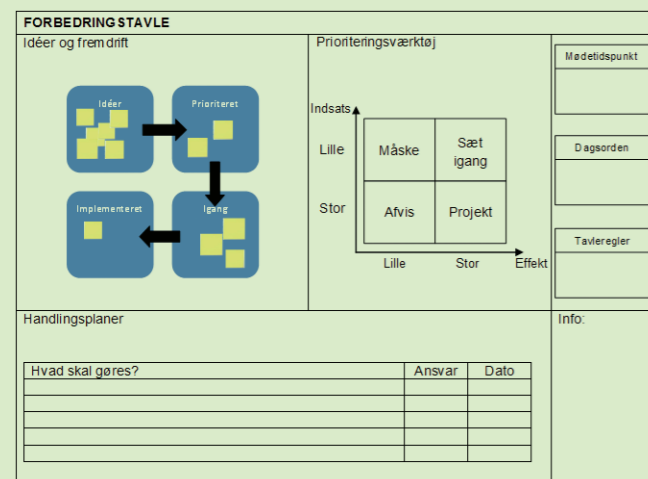 FORBEDRINGSTAVLE
Idéer og fremdrift
Idéer
Prioriteret
Implementeret
Igang
Prioriteringsværktøj
Indsats
Lille
Måske
Sæt
igang
Stor
Afvis
Projekt
Lille
Stor
Effekt
Mødetidspunkt
Dagsorden
Tavleregler
Handlingsplaner
Hvad skal gøres?
Ansvar
Dato
Info: